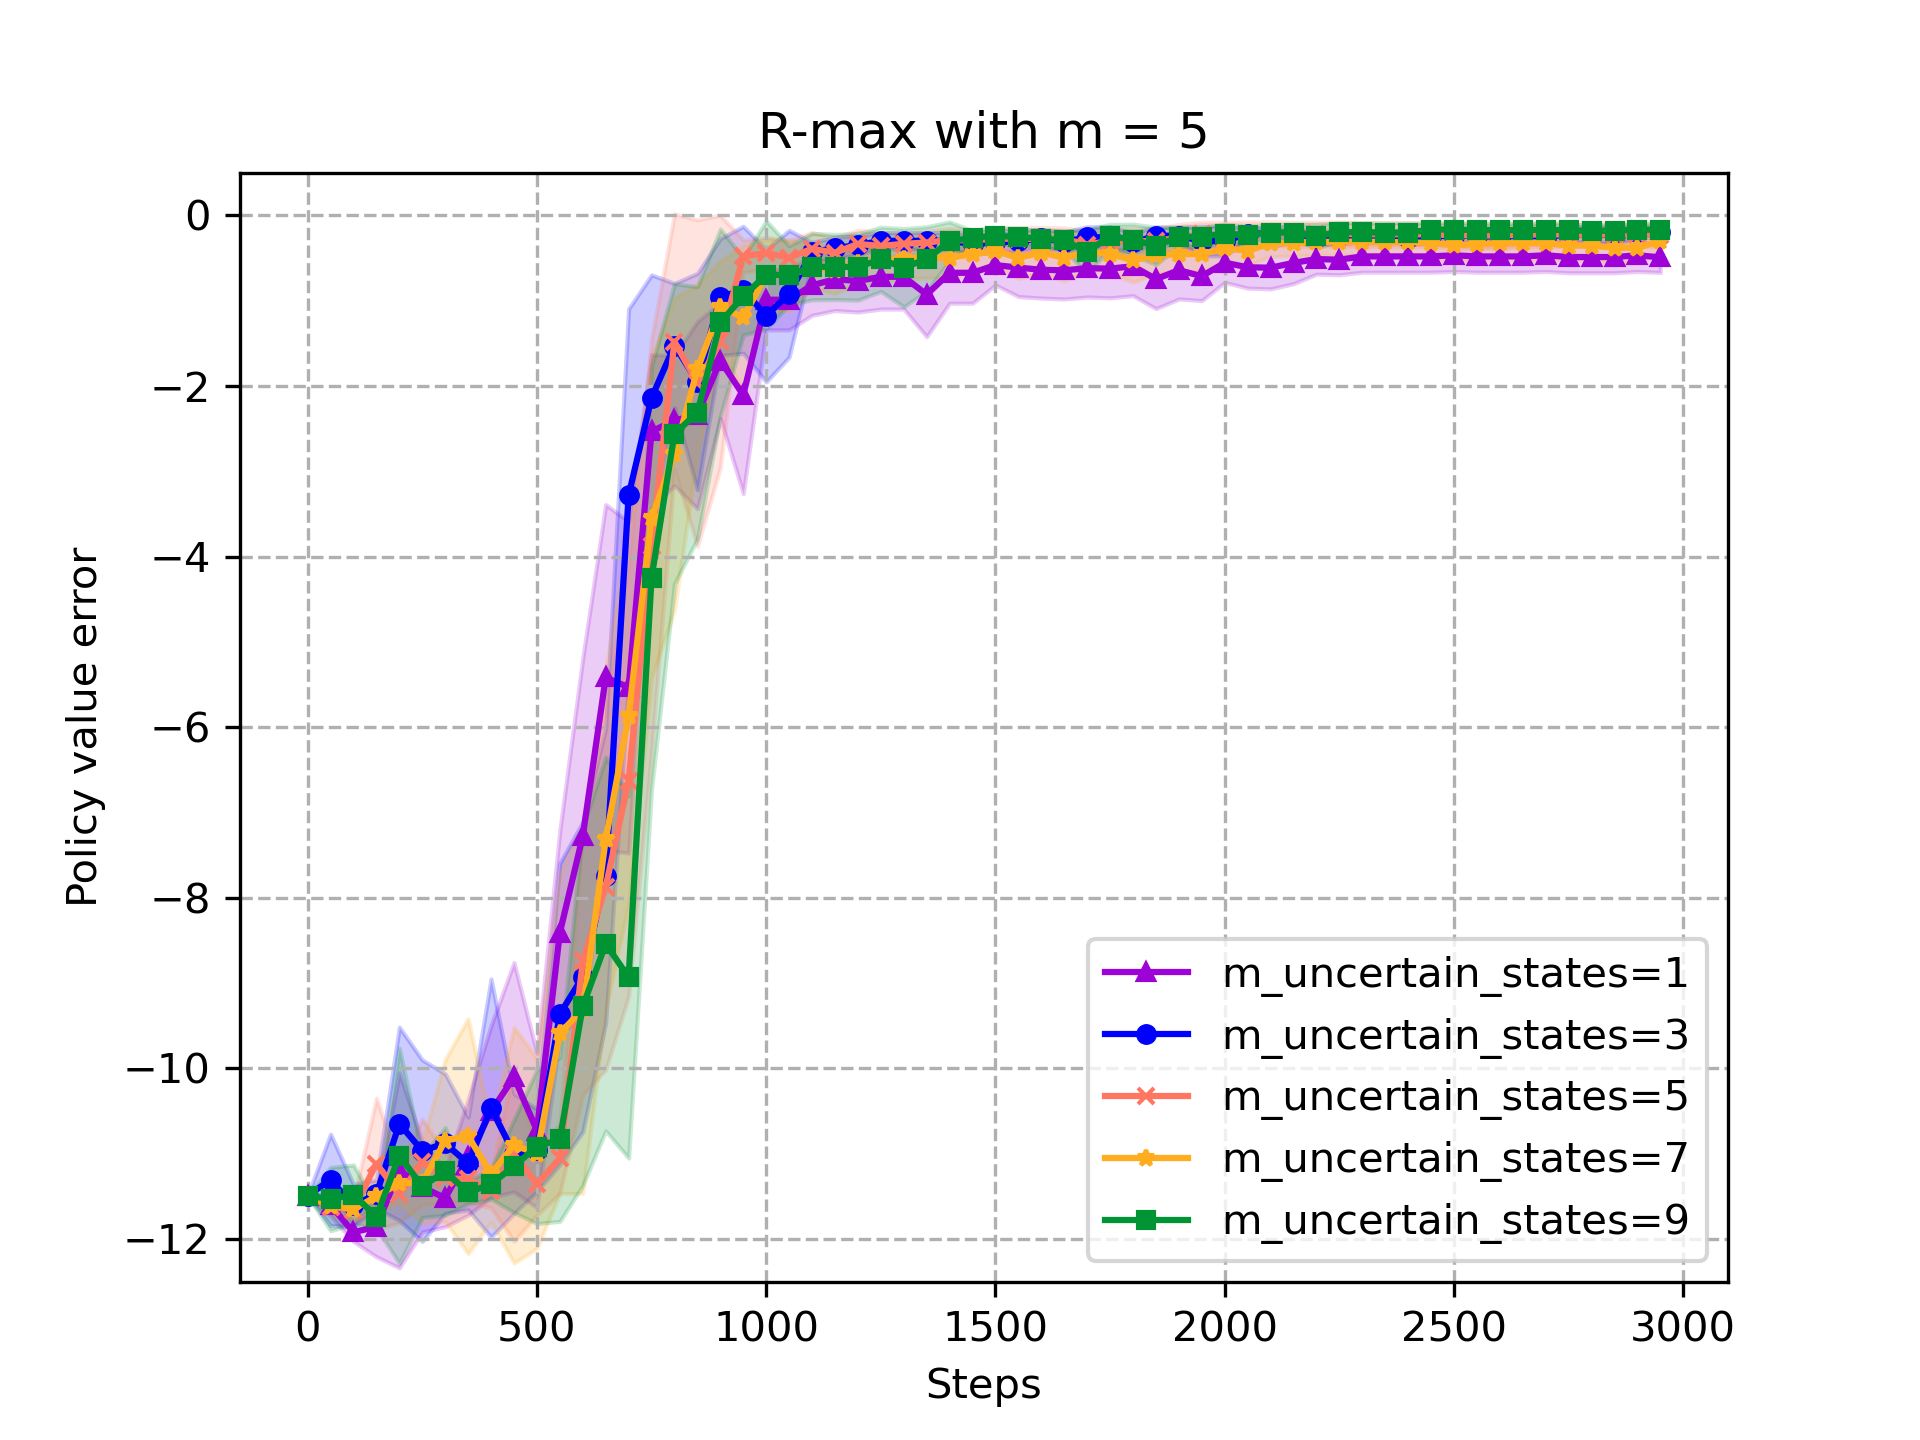 R-max with m = 5
0
−2
−4
−6
−8
−10
−12
Policy value error
m_uncertain_states=1
m_uncertain_states=3
m_uncertain_states=5
m_uncertain_states=7
m_uncertain_states=9
0 500 1000 1500 2000 2500 3000
Steps